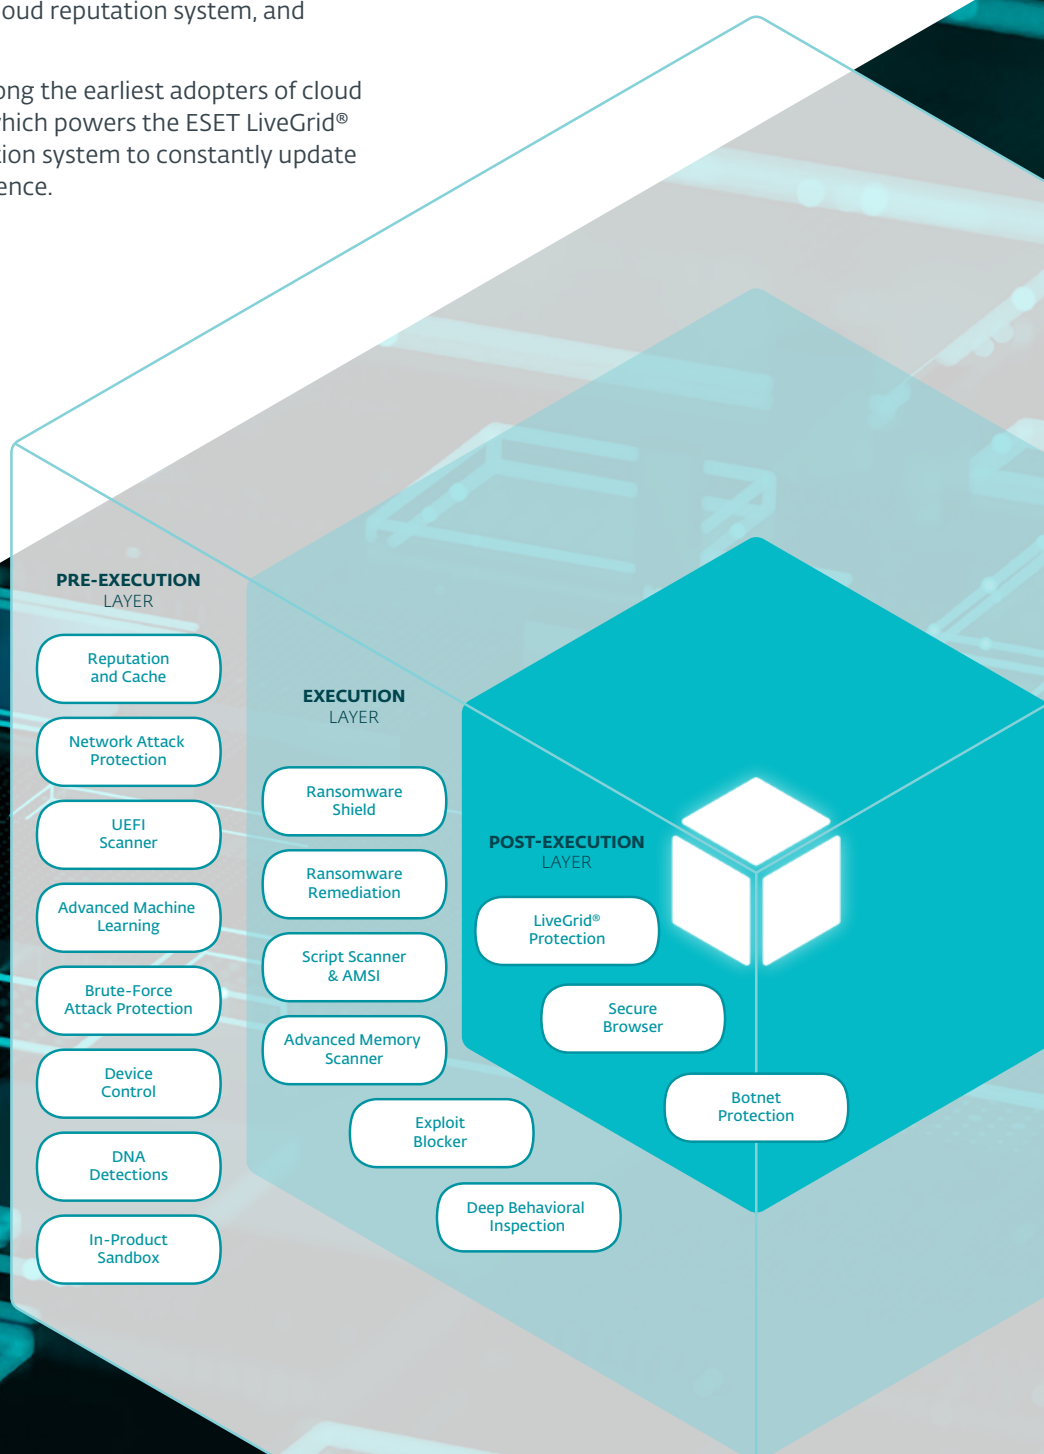 oud reputation system, and
ong the earliest adopters of cloud
which powers the ESET LiveGrid®
tion system to constantly update
ence.
PRE-EXECUTION
LAYER
Reputation
and Cache
Network Attack
Protection
UEFI
Scanner
Advanced Machine
Learning
Brute-Force
Attack Protection
Device
Control
DNA
Detections
In-Product
Sandbox
EXECUTION
LAYER
Ransomware
Shield
Ransomware
Remediation
Script Scanner
& AMSI
Advanced Memory
Scanner
Exploit
Blocker
Deep Behavioral
Inspection
POST-EXECUTION
LAYER
LiveGrid®
Protection
Secure
Browser
Botnet
Protection